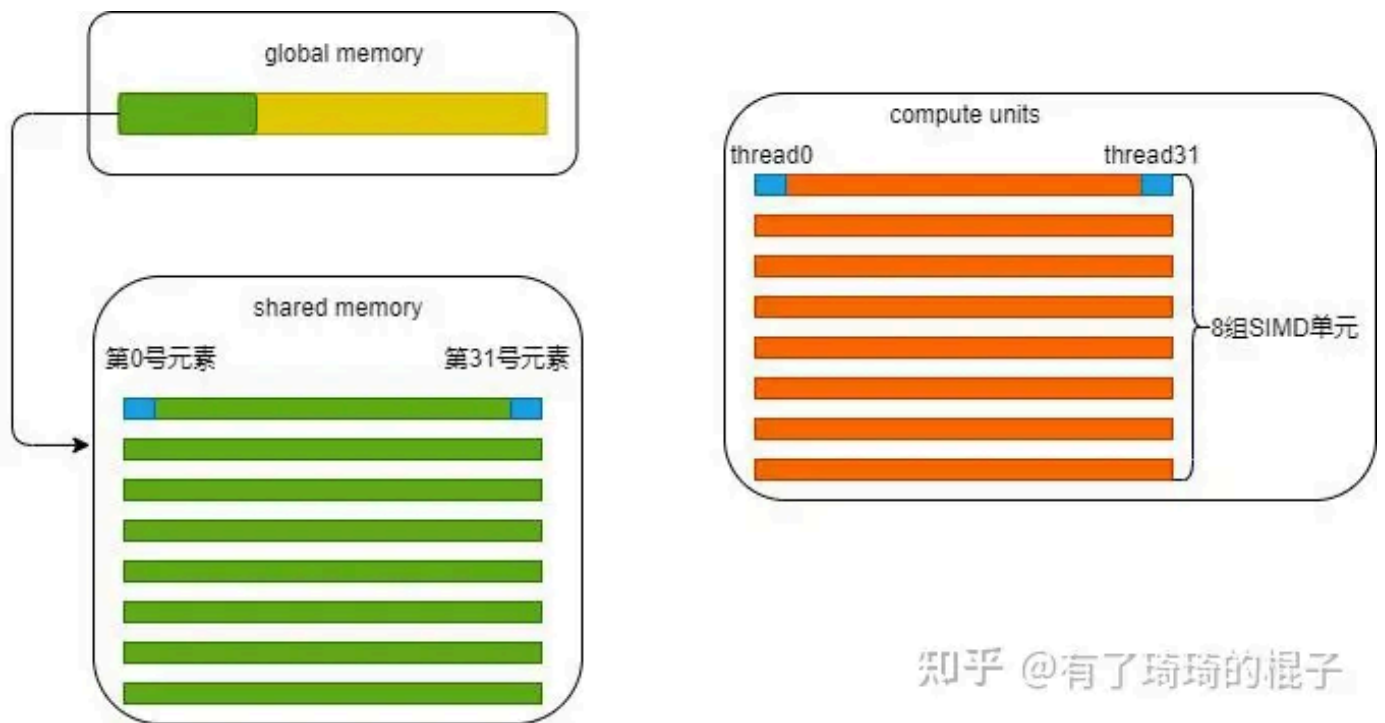 global memory
compute units
thread0
thread31
8组SIMD单元
shared memory
第0号元素
第31号元素
知乎 @有了琦琦的棍子